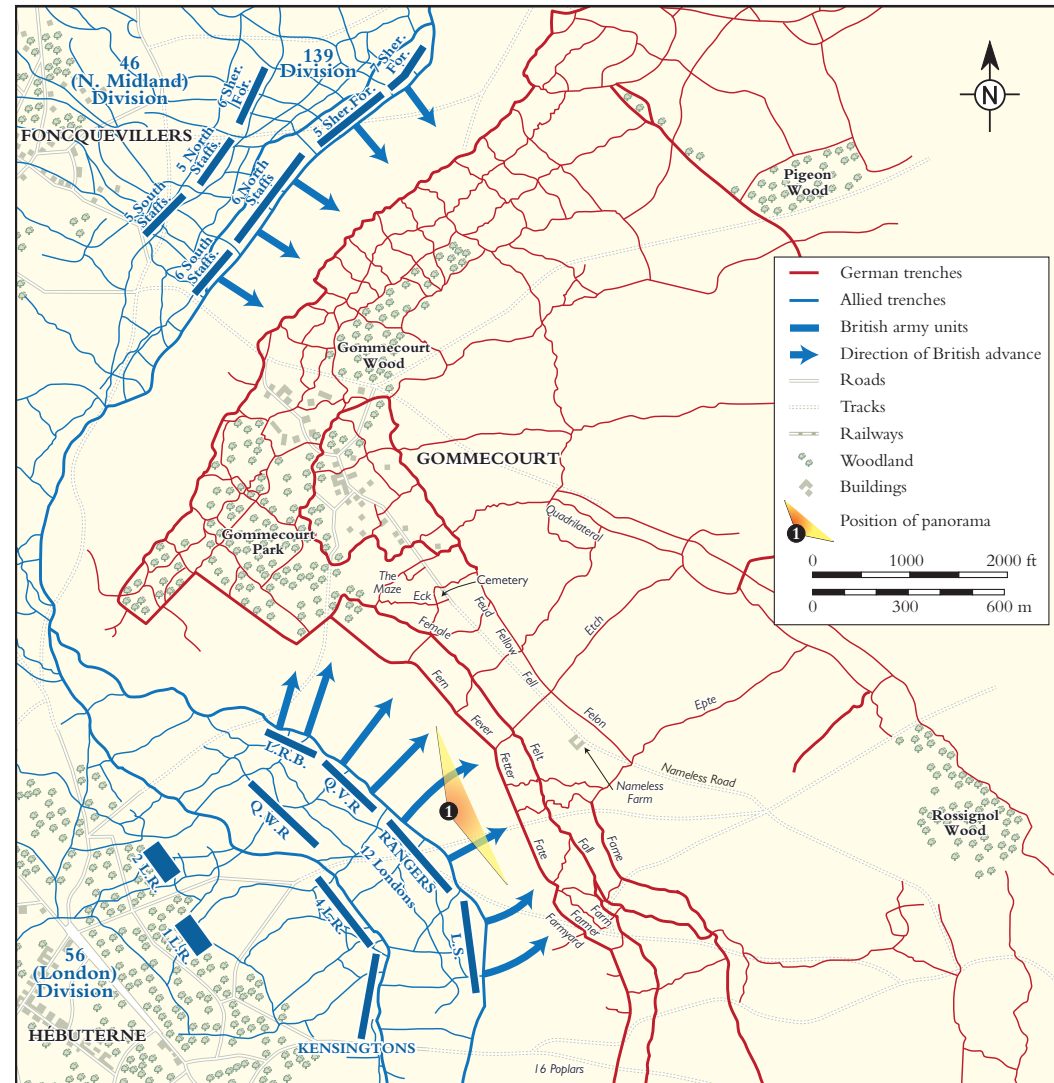 46
(N. Midland)
Division
139
Division
7 Sher.
For.
6 Sher.
For.
5 Sher. For.
FONCQUEVILLERS
5 North
Staffs.
6 North
Staffs
5 South
Staffs.
6 South
Staffs.
N
Pigeon
Wood
German trenches
Allied trenches
British army units
Direction of British advance
Roads
Tracks
Railways
Woodland
Buildings
1
Position of panorama
0 1000 2000 ft
0 300 600 m
Gommecourt
Wood
GOMMECOURT
Gommecourt
Park
Quadrilateral
The
Maze
Eck
Cemetery
Feud
Female
Fellow
Etch
Fern
Fell
Fever
Felon
Epte
Fetter
Felt
Nameless Road
Nameless
Farm
Rossignol
Wood
L.R.B.
Q.V.R
Q.W.R
1
RANGERS
12 Londons
2 L.R.
4 L.R.
1 L.R.
L.S.
Fate
Fall
Farne
Farm
Farmer
Farmyard
56
(London)
Division
HÉBUTERNE
KENSINGTONS
16 Poplars